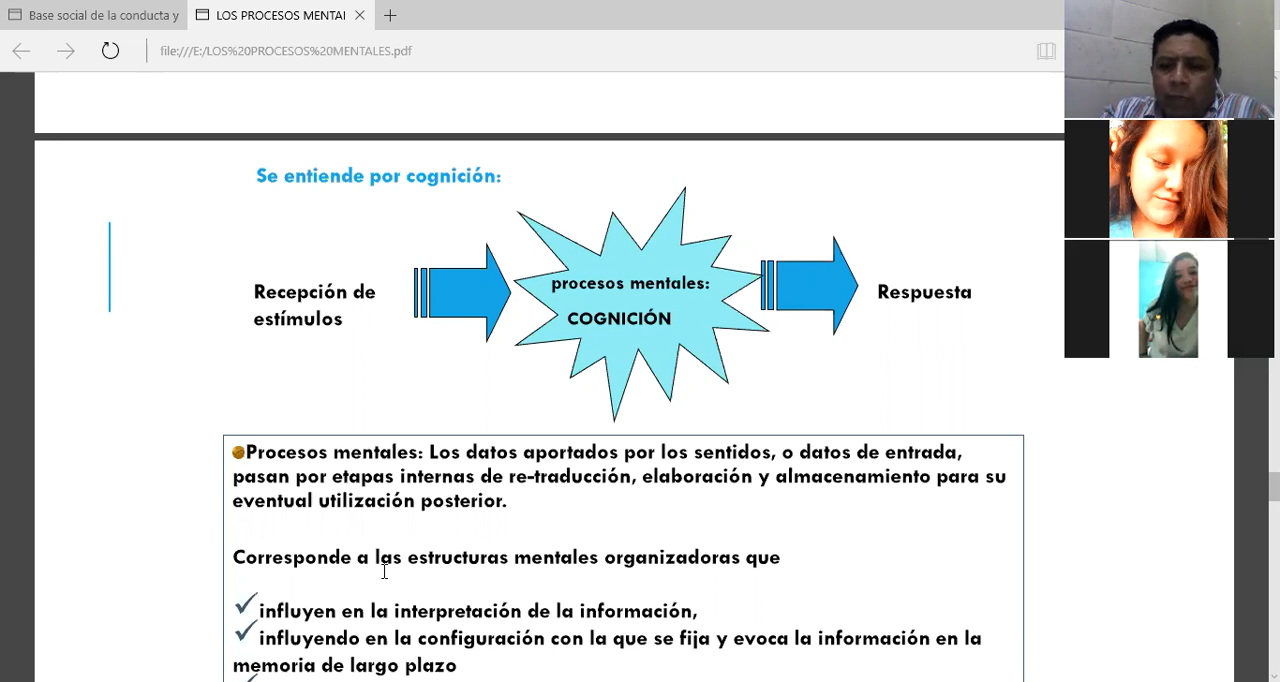 Base social de la conducta y
LOS PROCESOS MENTAI
file:///E:/LOS%20PROCESOS%20MENTALES.pdf
Se entiende por cognición:
Recepción de
estímulos
procesos mentales:
COGNICIÓN
Respuesta
Procesos mentales: Los datos aportados por los sentidos, o datos de entrada,
pasan por etapas internas de re-traducción, elaboración y almacenamiento para su
eventual utilización posterior.
Corresponde a las estructuras mentales organizadoras que
influyen en la interpretación de la información,
influyendo en la configuración con la que se fija y evoca la información en la
memoria de largo plazo